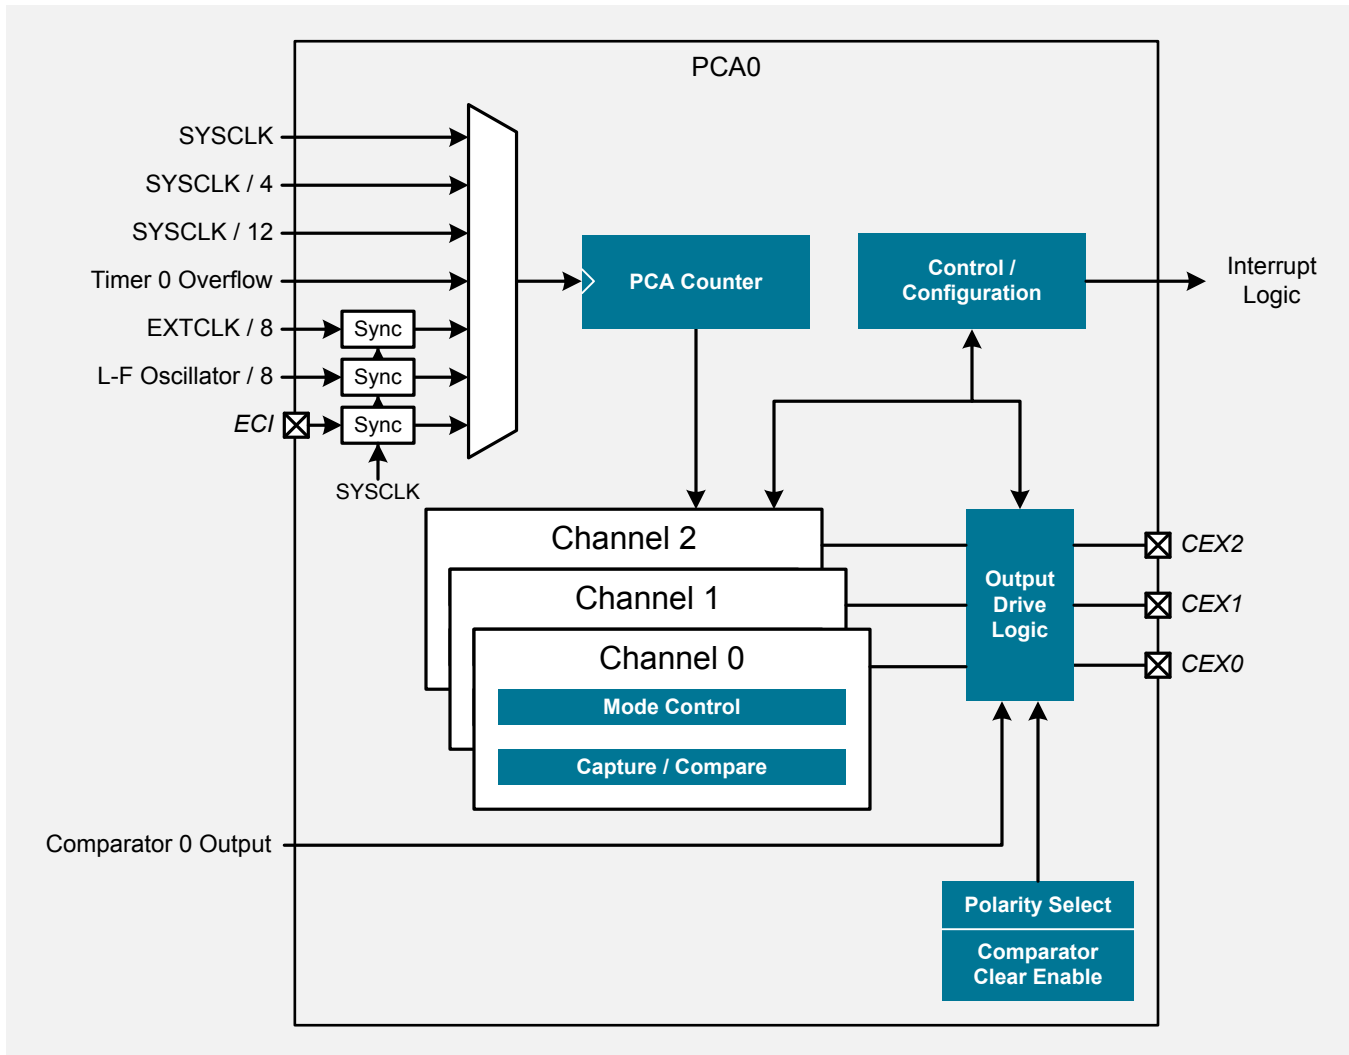 PCA0
SYSCLK
SYSCLK / 4
SYSCLK / 12
Timer 0 Overflow
EXTCLK / 8
L-F Oscillator / 8
ECI
Sync
Sync
Sync
SYSCLK
PCA Counter
Control /
Configuration
Interrupt
Logic
Channel 2
Channel 1
Channel 0
Mode Control
Capture / Compare
Output
Drive
Logic
CEX2
CEX1
CEX0
Comparator 0 Output
Polarity Select
Comparator
Clear Enable